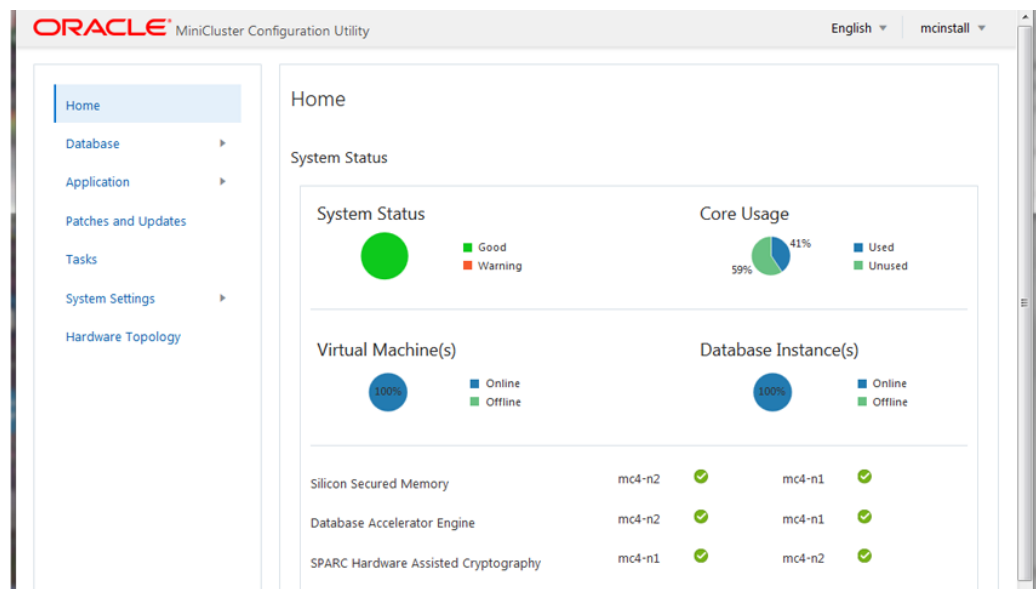 ORACLE MiniCluster Configuration Utility
English mcinstall
Home
Database
Application
Patches and Updates
Tasks
System Settings
Hardware Topology
Home
System Status
System Status
Good
Warning
Core Usage
41%
59%
Used
Unused
Virtual Machine(s)
100%
Online
Offline
Database Instance(s)
100%
Online
Offline
Silicon Secured Memory mc4-n2 mc4-n1
Database Accelerator Engine mc4-n2 mc4-n1
SPARC Hardware Assisted Cryptography mc4-n1 mc4-n2